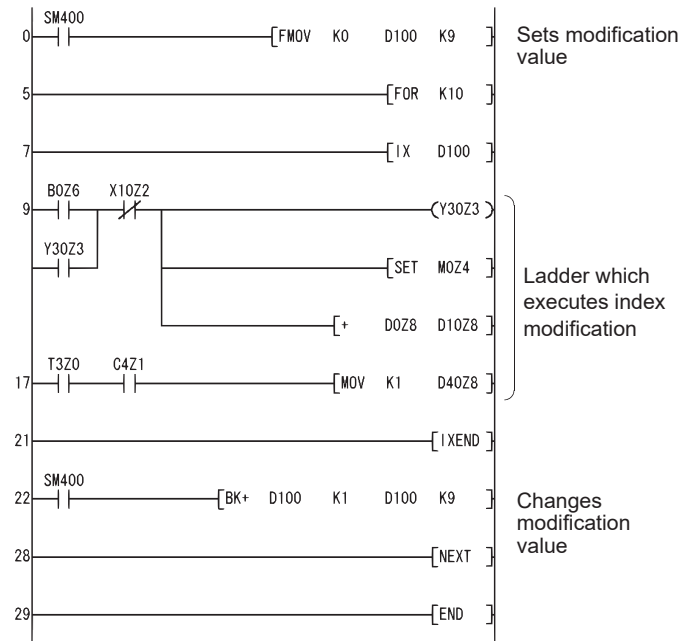 SM400
0 [FMOV K0 D100 K9 ] Sets modification
value
5 [FOR K10 ]
7 [IX D100 ]
B0Z6 X10Z2
9 (Y30Z3)
Y30Z3
[SET M0Z4 ] Ladder which
executes index
[+ D0Z8 D10Z8 ] modification
T3Z0 C4Z1
17 [MOV K1 D40Z8 ]
21 [IXEND ]
SM400
22 [BK+ D100 K1 D100 K9 ] Changes
modification
value
28 [NEXT ]
29 [END ]